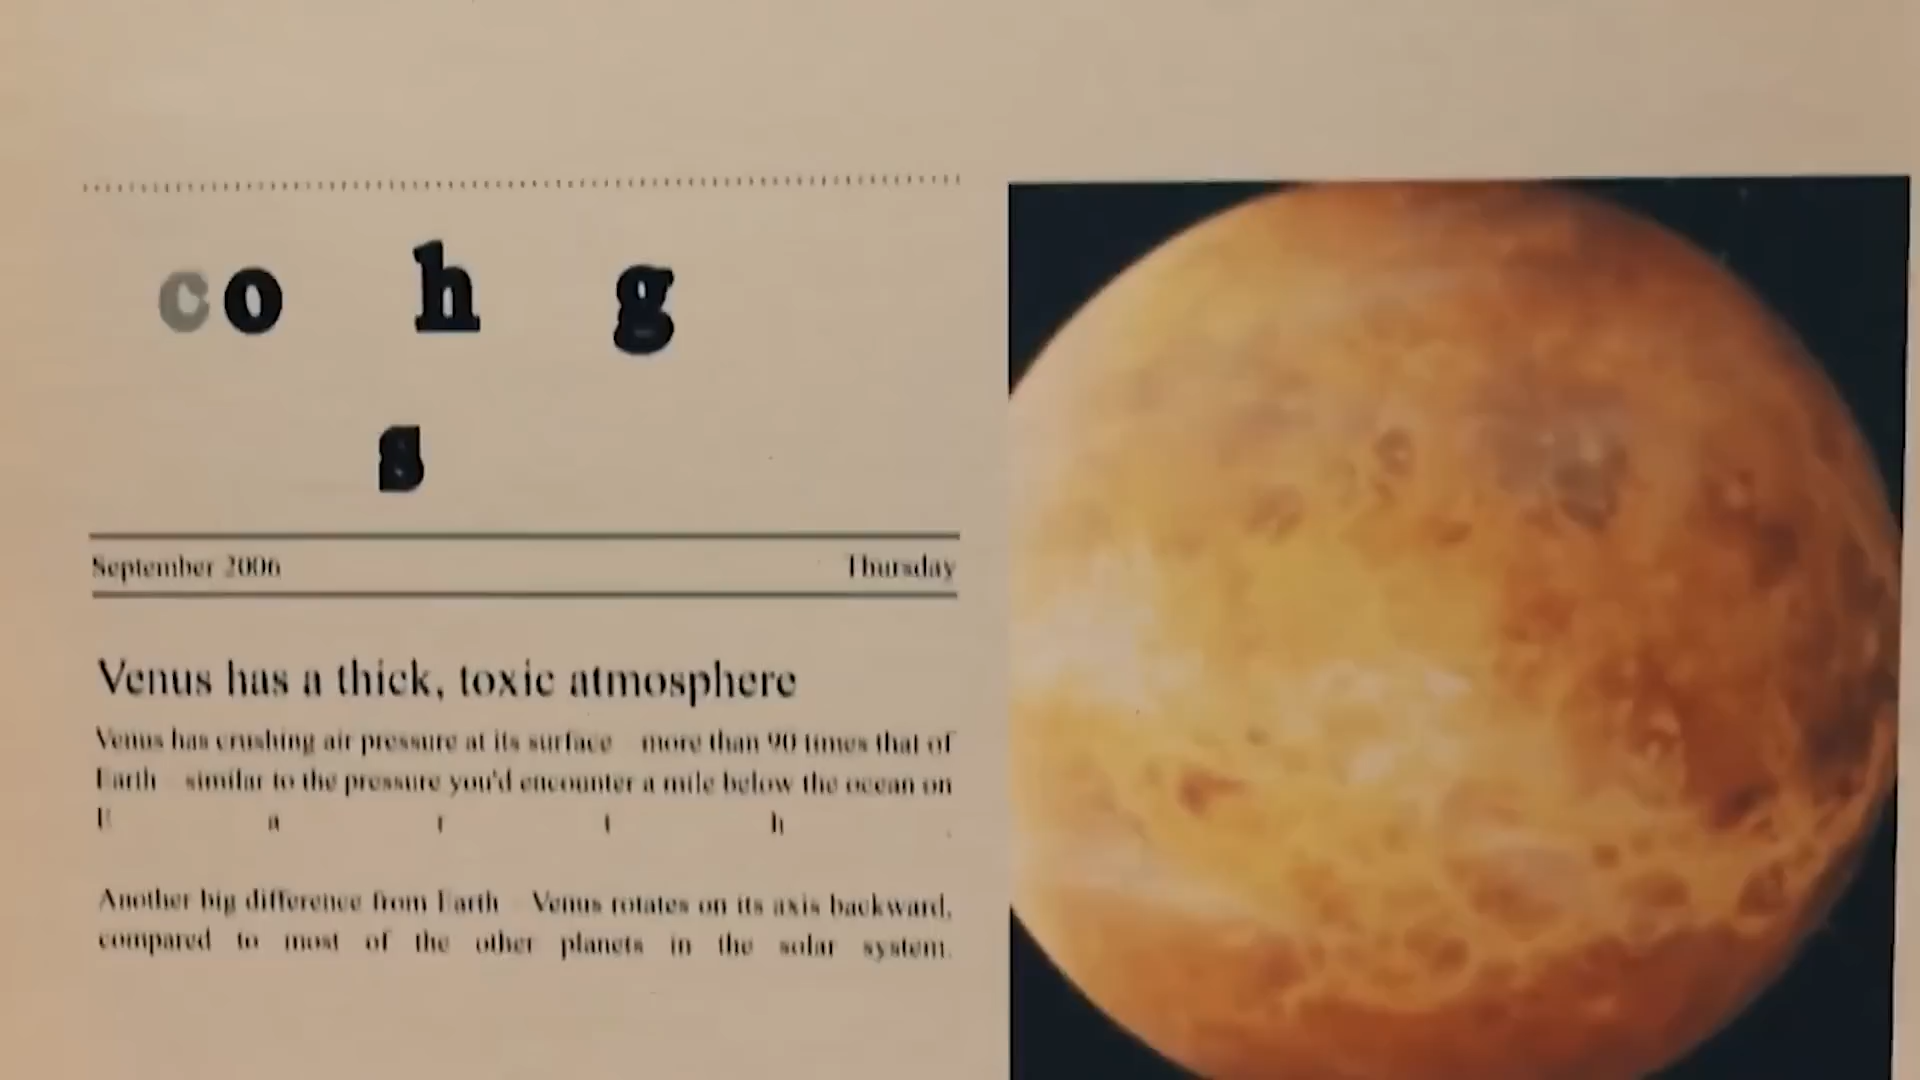 co h g
s
September 2006 Thursday
Venus has a thick, toxic atmosphere
Venus has crushing air pressure at its surface more than 90 times that of
Earth similar to the pressure you'd encounter a mile below the ocean on
E a r t h .
Another big difference from Earth Venus rotates on its axis backward,
compared to most of the other planets in the solar system.